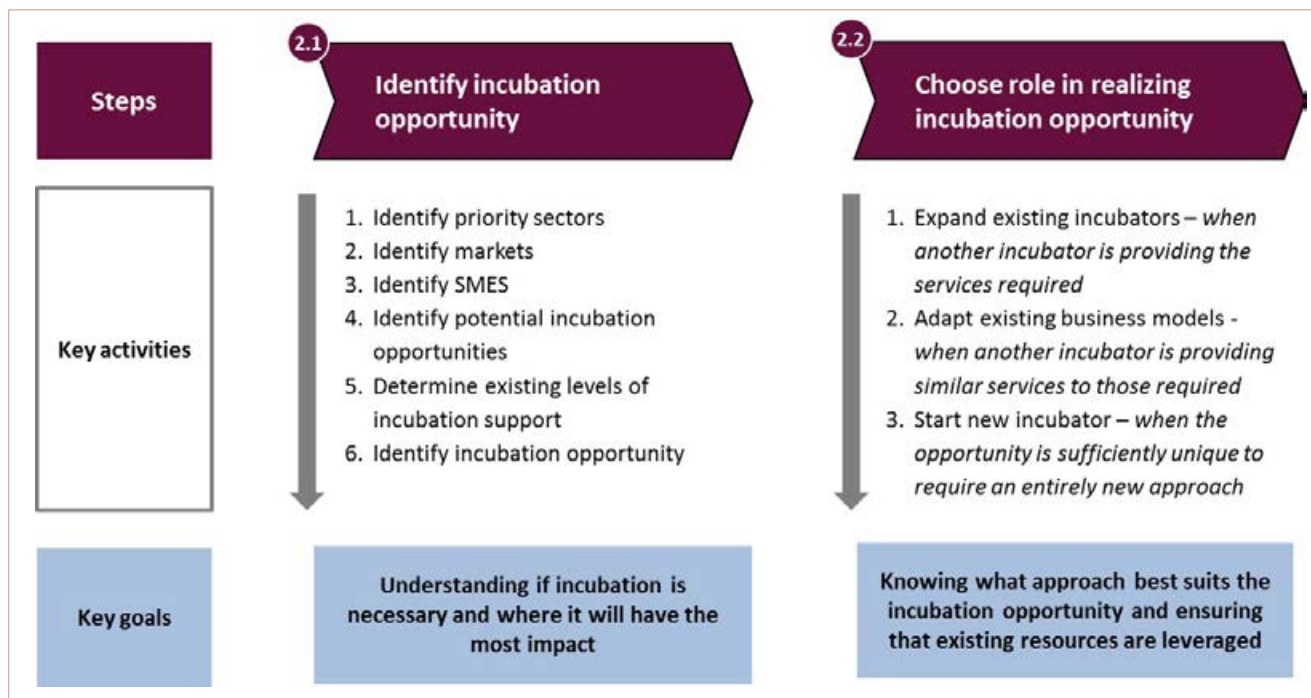 Steps
2.1
Identify incubation
opportunity
2.2
Choose role in realizing
incubation opportunity
Key activities
1. Identify priority sectors
2. Identify markets
3. Identify SMES
4. Identify potential incubation
opportunities
5. Determine existing levels of
incubation support
6. Identify incubation opportunity
1. Expand existing incubators – when
another incubator is providing the
services required
2. Adapt existing business models -
when another incubator is providing
similar services to those required
3. Start new incubator – when the
opportunity is sufficiently unique to
require an entirely new approach
Key goals
Understanding if incubation is
necessary and where it will have the
most impact
Knowing what approach best suits the
incubation opportunity and ensuring
that existing resources are leveraged